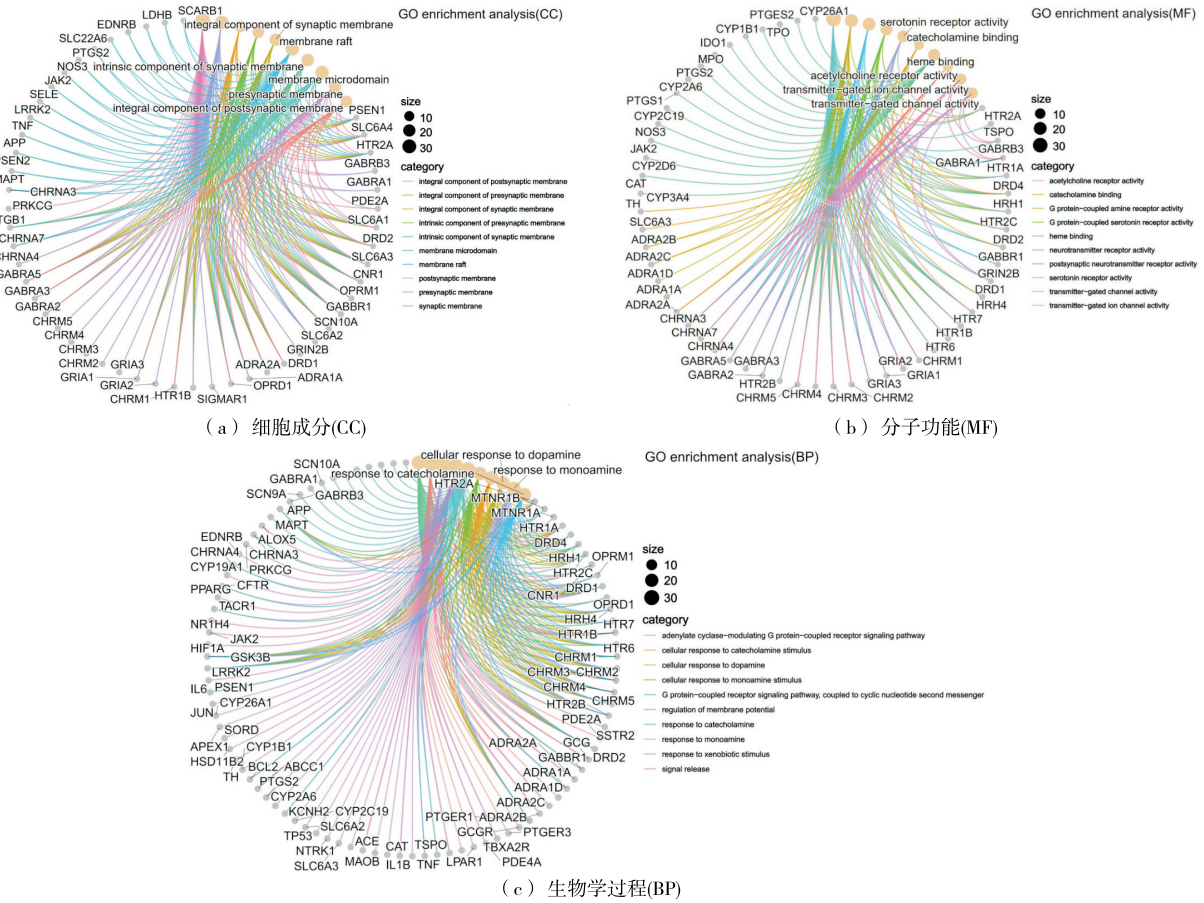 GO enrichment analysis(CC)
SCARB1
LDHB
EDNRB
SLC22A6
PTGS2
NOS3
JAK2
SELE
LRRK2
TNF
APP
PSEN2
MAPT
CHRNA3
PRKCG
TGB1
CHRNA7
CHRNA4
GABRA5
GABRA3
GABRA2
CHRM5
CHRM4
CHRM3
CHRM2
GRIA3
GRIA1
GRIA2
CHRM1
HTR1B
SIGMAR1
OPRD1
ADRA2A
ADRA1A
DRD1
GRIN2B
SLC6A2
SCN10A
GABBR1
OPRM1
CNR1
SLC6A3
DRD2
SLC6A1
PDE2A
GABRA1
GABRB3
HTR2A
SLC6A4
PSEN1
integral component of synaptic membrane
membrane raft
intrinsic component of synaptic membrane
membrane microdomain
presynaptic membrane
integral component of postsynaptic membrane
size
10
20
30
category
integral component of postsynaptic membrane
integral component of presynaptic membrane
integral component of synaptic membrane
intrinsic component of presynaptic membrane
intrinsic component of synaptic membrane
membrane microdomain
membrane raft
postsynaptic membrane
presynaptic membrane
synaptic membrane
(a) 细胞成分(CC)
GO enrichment analysis(MF)
CYP26A1
PTGES2
TPO
CYP1B1
IDO1
MPO
PTGS2
CYP2A6
PTGS1
CYP2C19
NOS3
JAK2
CYP2D6
CAT
CYP3A4
TH
SLC6A3
ADRA2B
ADRA2C
ADRA1D
ADRA1A
ADRA2A
CHRNA3
CHRNA7
CHRNA4
GABRA5
GABRA3
GABRA2
HTR2B
CHRM5
CHRM4
CHRM3
CHRM2
GRIA3
GRIA1
GRIA2
CHRM1
HTR6
HTR1B
HTR7
HRH4
DRD1
GRIN2B
GABBR1
DRD2
HTR2C
HRH1
DRD4
HTR1A
GABRA1
GABRB3
TSPO
HTR2A
serotonin receptor activity
catecholamine binding
heme binding
acetylcholine receptor activity
transmitter−gated ion channel activity
transmitter−gated channel activity
size
10
20
30
category
acetylcholine receptor activity
catecholamine binding
G protein−coupled amine receptor activity
G protein−coupled serotonin receptor activity
heme binding
neurotransmitter receptor activity
postsynaptic neurotransmitter receptor activity
serotonin receptor activity
transmitter−gated channel activity
transmitter−gated ion channel activity
(b) 分子功能(MF)
GO enrichment analysis(BP)
cellular response to dopamine
response to monoamine
response to catecholamine
SCN10A
GABRA1
SCN9A
GABRB3
APP
MAPT
EDNRB
ALOX5
CHRNA4
CHRNA3
CYP19A1
PRKCG
PPARG
CFTR
TACR1
NR1H4
JAK2
HIF1A
GSK3B
LRRK2
IL6
PSEN1
CYP26A1
JUN
SORD
APEX1
CYP1B1
HSD11B2
BCL2
ABCC1
TH
PTGS2
CYP2A6
KCNH2
CYP2C19
SLC6A2
TP53
NTRK1
ACE
SLC6A3
MAOB
CAT
IL1B
TSPO
TNF
LPAR1
PTGER1
GCGR
TBXA2R
PDE4A
PTGER3
ADRA2B
ADRA2C
ADRA1D
ADRA1A
GABBR1
DRD2
GCG
ADRA2A
SSTR2
PDE2A
HTR2B
CHRM5
CHRM4
CHRM3
CHRM2
CHRM1
HTR6
HTR1B
HTR7
HRH4
OPRD1
CNR1
DRD1
HTR2C
OPRM1
HRH1
DRD4
HTR1A
MTNR1A
MTNR1B
HTR2A
size
10
20
30
category
adenylate cyclase−modulating G protein−coupled receptor signaling pathway
cellular response to catecholamine stimulus
cellular response to dopamine
cellular response to monoamine stimulus
G protein−coupled receptor signaling pathway, coupled to cyclic nucleotide second messenger
regulation of membrane potential
response to catecholamine
response to monoamine
response to xenobiotic stimulus
signal release
(c) 生物学过程(BP)